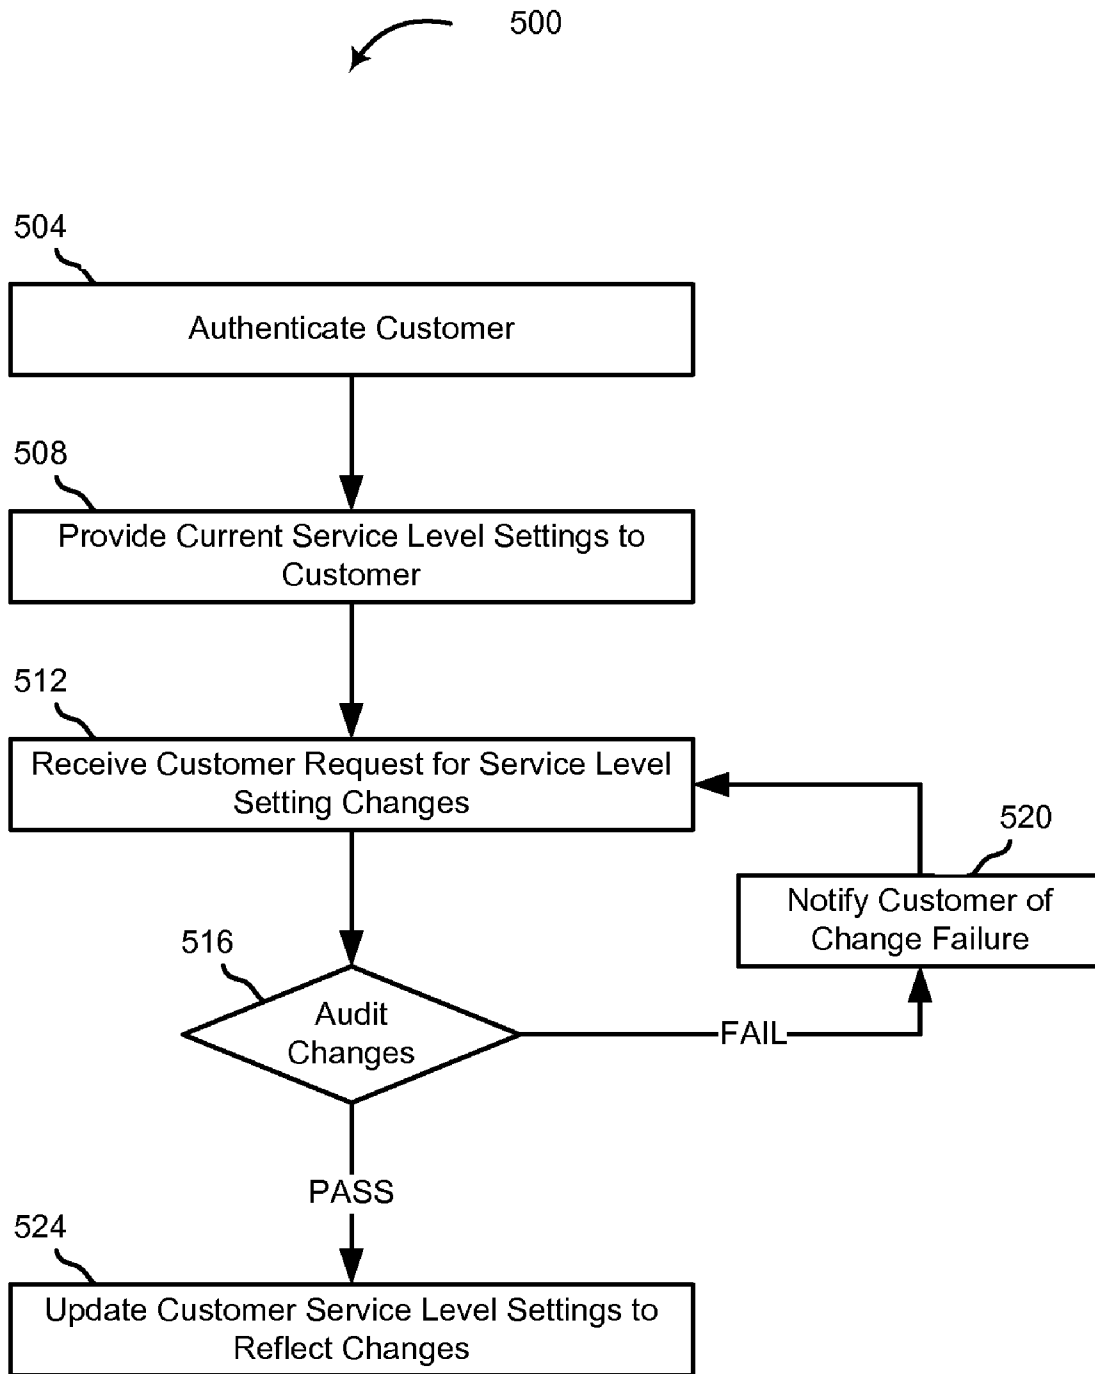 500
504
Authenticate Customer
508
Provide Current Service Level Settings to
Customer
512
Receive Customer Request for Service Level
Setting Changes
520
Notify Customer of
Change Failure
516
Audit
Changes
FAIL
PASS
524
Update Customer Service Level Settings to
Reflect Changes